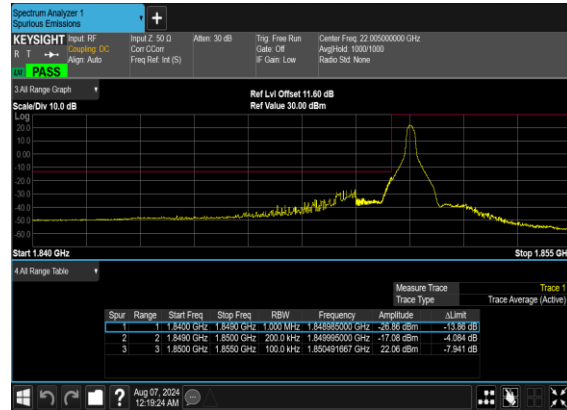 Spectrum Analyzer 1
Spurious Emissions
KEYSIGHT Input: RF Input Z: 50 Ω Atten: 30 dB Trig: Free Run Center Freq: 22.005000000 GHz
R T Coupling: DC Corr CCorr Gate: Off Avg|Hold: 1000/1000
Align: Auto Freq Ref: Int (S) IF Gain: Low Radio Std: None
LW PASS
3 All Range Graph
Ref Lvl Offset 11.60 dB
Scale/Div 10.0 dB Ref Value 30.00 dBm
Log
20.0
10.0
0.00
-10.0
-20.0
-30.0
-40.0
-50.0
-60.0
Start 1.840 GHz Stop 1.855 GH
4 All Range Table
Measure Trace Trace 1
Trace Type Trace Average (Active)
Spur Range Start Freq Stop Freq RBW Frequency Amplitude ΔLimit
1 1 1.8400 GHz 1.8490 GHz 1.000 MHz 1.848985000 GHz -26.86 dBm -13.86 dB
2 2 1.8490 GHz 1.8500 GHz 200.0 kHz 1.849995000 GHz -17.08 dBm -4.084 dB
3 3 1.8500 GHz 1.8550 GHz 100.0 kHz 1.850491667 GHz 22.06 dBm -7.941 dB
? Aug 07, 2024
12:19:24 AM